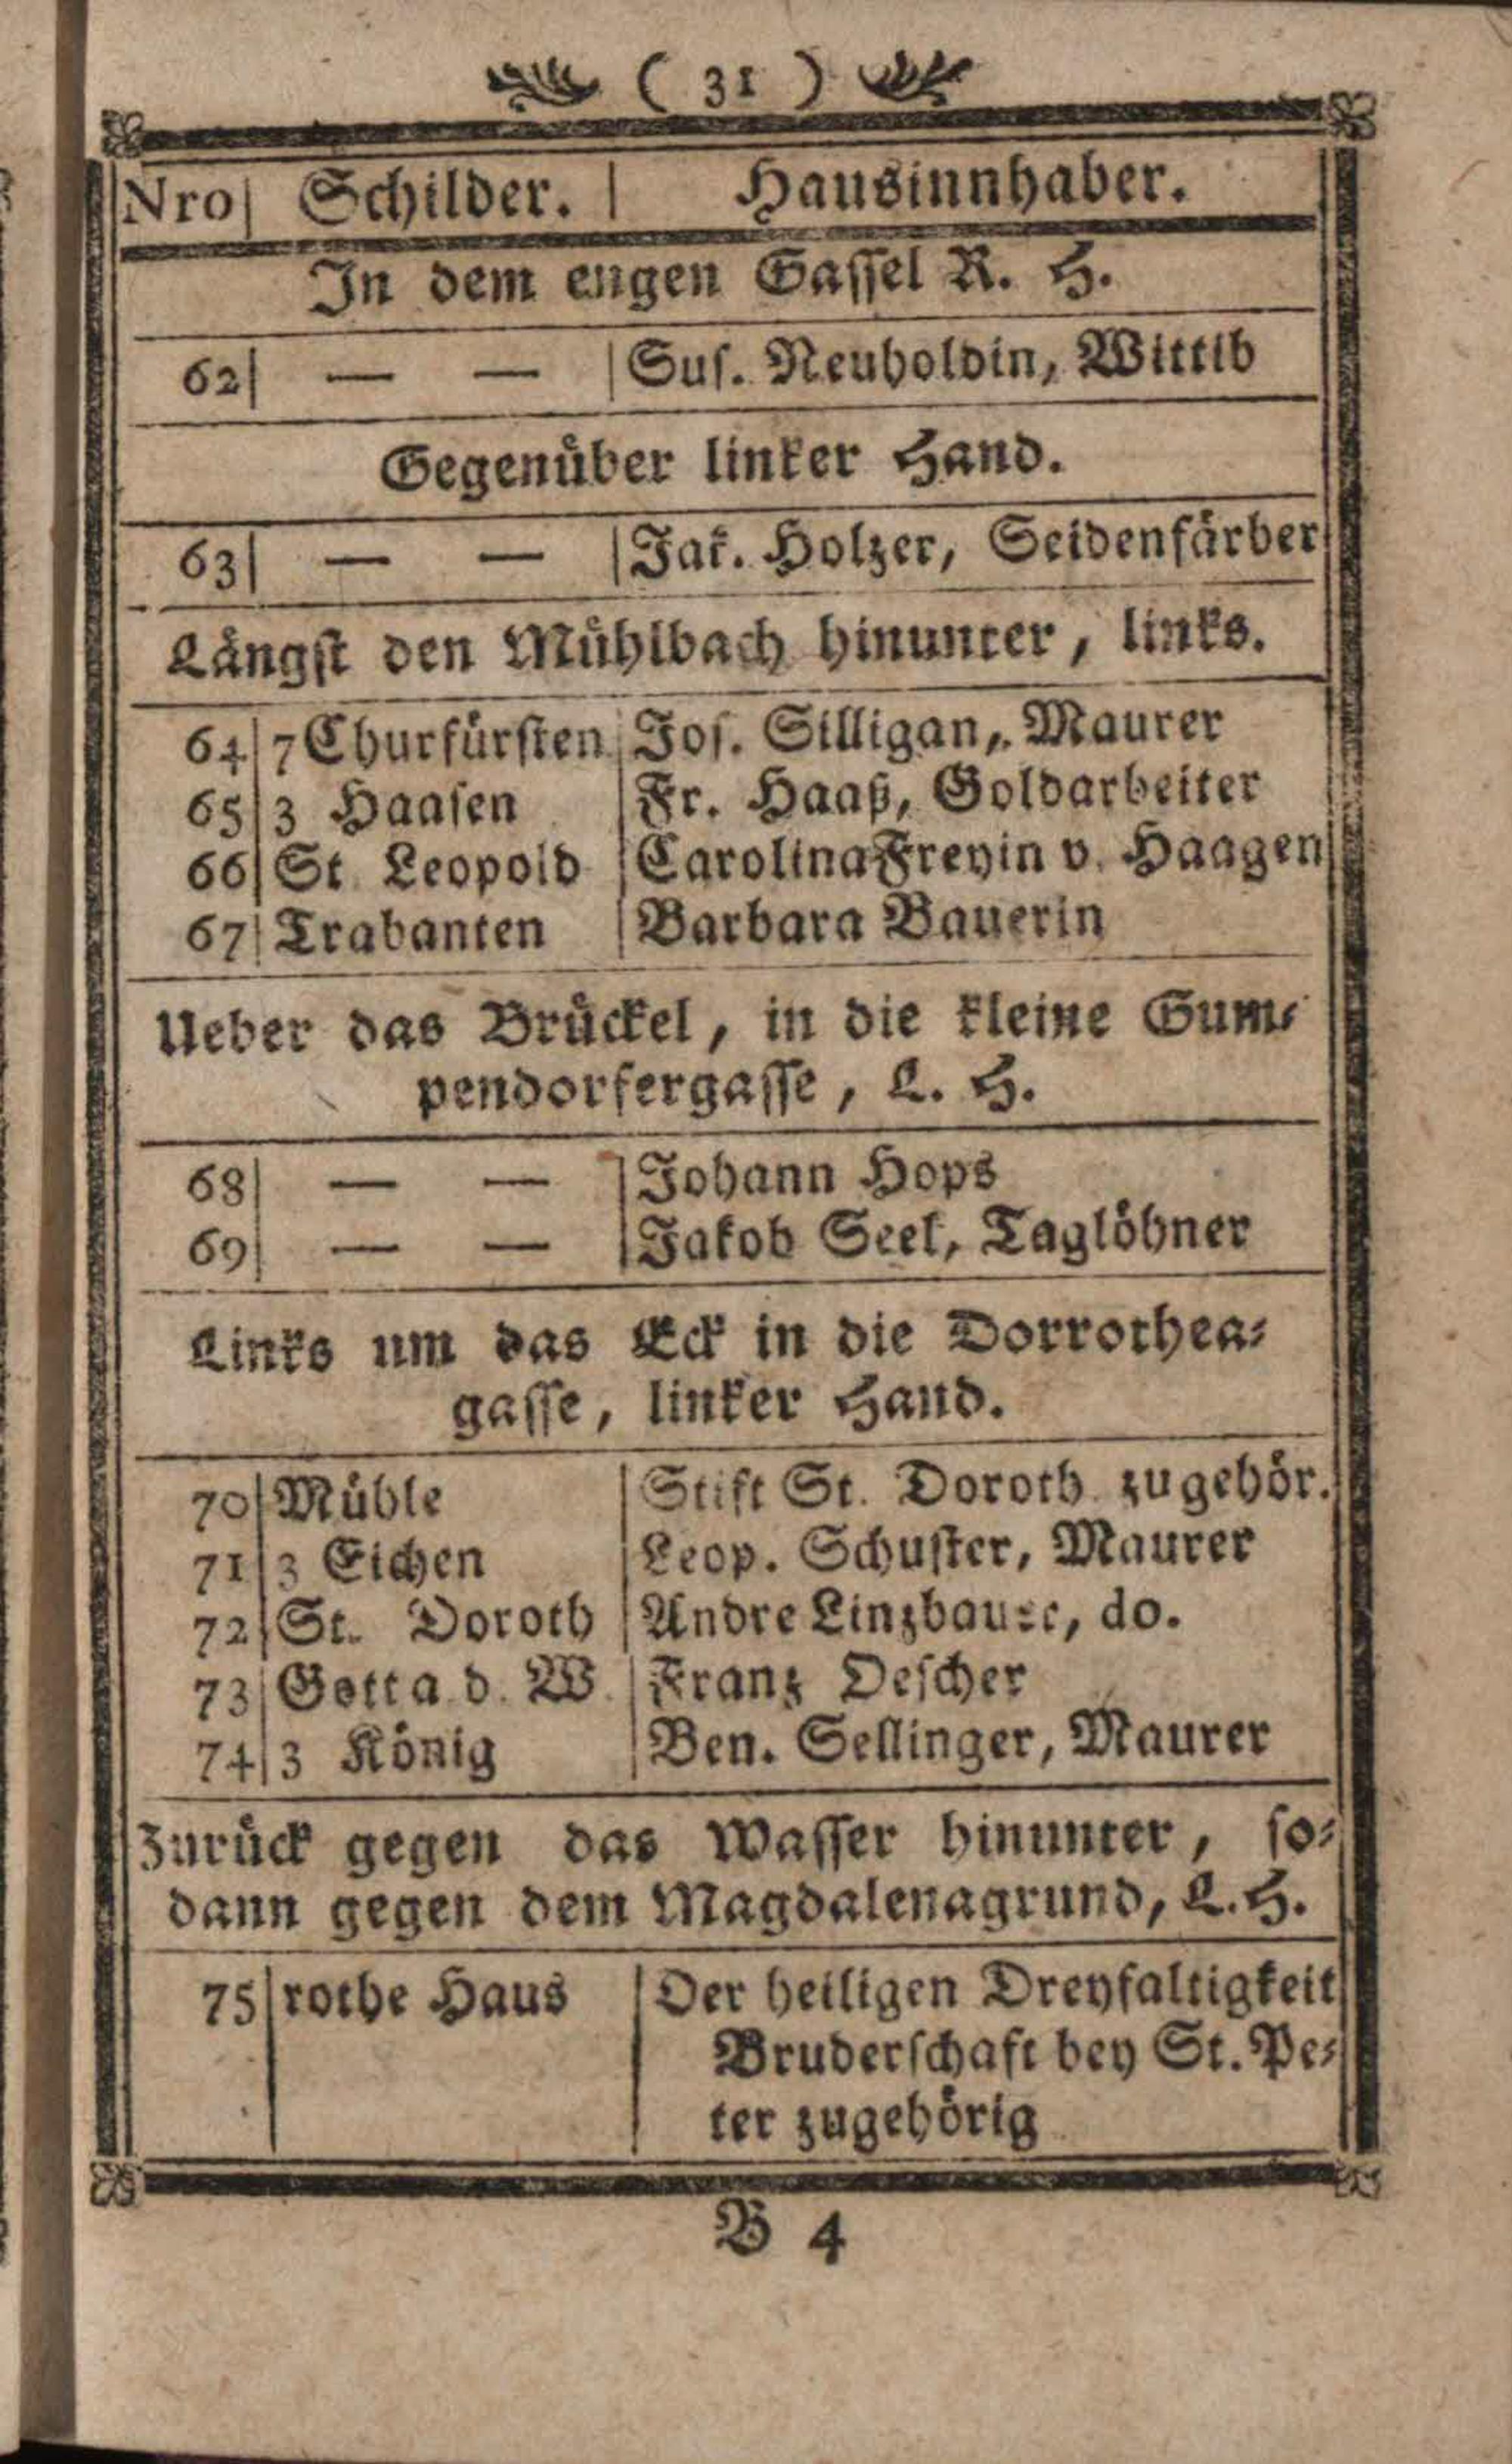 ( 31 )
Nro Schilder. Hausinnhaber.
In dem engen Gassel R. H.
62 — — Sus. Neuholdin, Wittib
Gegenüber linker Hand.
63 — — Jak. Holzer, Seidenfärber
Längst den Mühlbach hinunter, links.
64 7 Churfürsten Jos. Silligan, Maurer
65 3 Haasen Fr. Haaß, Goldarbeiter
66 St Leopold Carolina Freyin v. Haagen
67 Trabanten Barbara Bauerin
Ueber das Brückel, in die kleine Gum-
pendorfergasse, L. H.
68 — — Johann Hops
69 — — Jakob Seel, Taglöhner
Links um das Eck in die Dorrothea-
gasse, linker Hand.
70 Mühle Stift St. Doroth zugehör.
71 3 Eichen Leop. Schuster, Maurer
72 St. Doroth Andre Linzbauer, do.
73 Gott a. d. W. Franz Oescher
74 3 König Ben. Sellinger, Maurer
Zurück gegen das Wasser hinunter, so-
dann gegen dem Magdalenagrund, L. H.
75 rothe Haus Der heiligen Dreyfaltigkeit
Bruderschaft bey St. Pe-
ter zugehörig
B 4